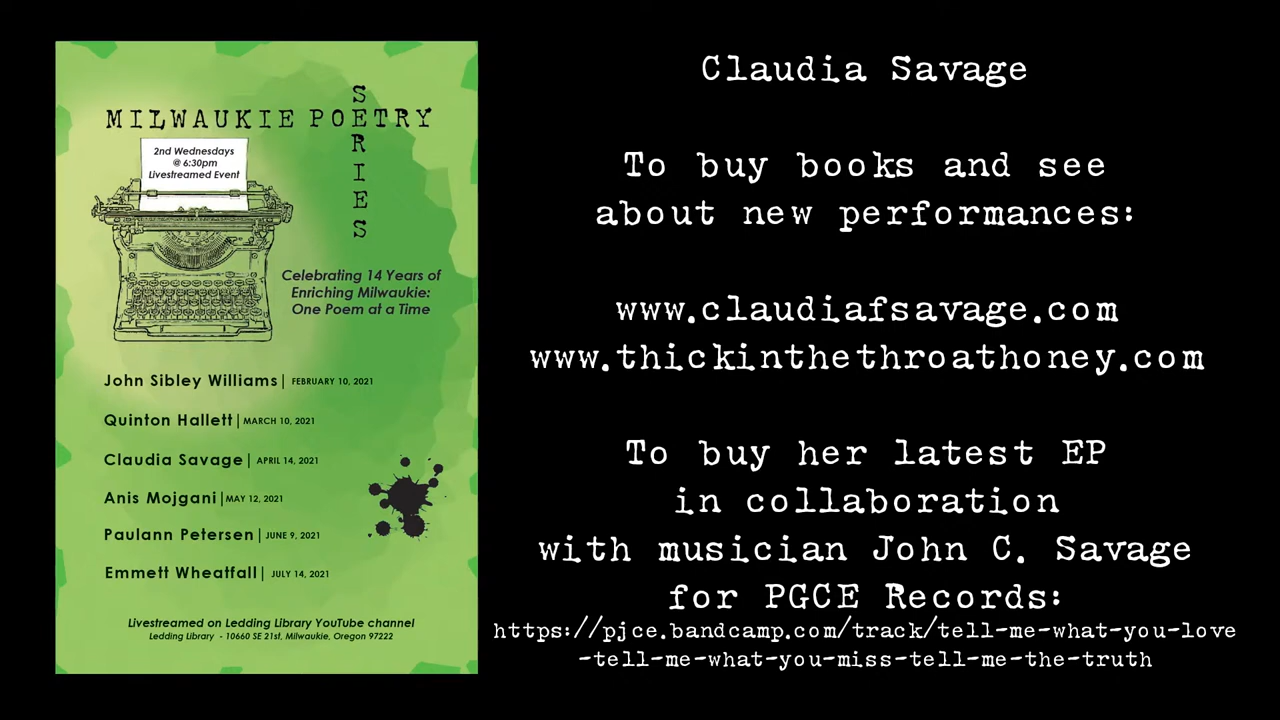 MILWAUKIE POETRY
SERIES
2nd Wednesdays
@ 6:30pm
Livestreamed Event
Celebrating 14 Years of
Enriching Milwaukie:
One Poem at a Time
John Sibley Williams | FEBRUARY 10, 2021
Quinton Hallett | MARCH 10, 2021
Claudia Savage | APRIL 14, 2021
Anis Mojgani | MAY 12, 2021
Paulann Petersen | JUNE 9, 2021
Emmett Wheatfall | JULY 14, 2021
Livestreamed on Ledding Library YouTube channel
Ledding Library - 10660 SE 21st, Milwaukie, Oregon 97222
Claudia Savage
To buy books and see
about new performances:
www.claudiafsavage.com
www.thickinthethroathoney.com
To buy her latest EP
in collaboration
with musician John C. Savage
for PGCE Records:
https://pjce.bandcamp.com/track/tell-me-what-you-love
-tell-me-what-you-miss-tell-me-the-truth